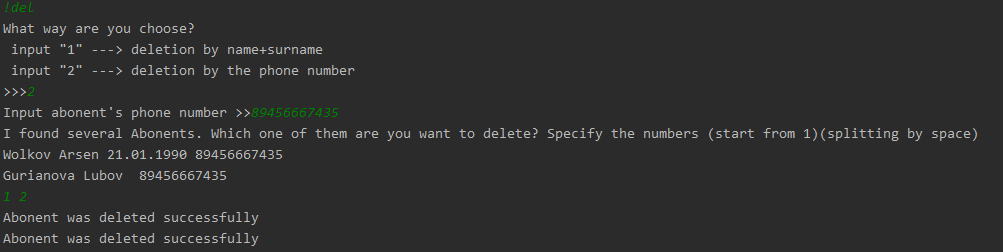 !del
What way are you choose?
 input "1" ---> deletion by name+surname
 input "2" ---> deletion by the phone number
>>>2
Input abonent's phone number >>89456667435
I found several Abonents. Which one of them are you want to delete? Specify the numbers (start from 1)(splitting by space)
Wolkov Arsen 21.01.1990 89456667435
Gurianova Lubov  89456667435
1 2
Abonent was deleted successfully
Abonent was deleted successfully